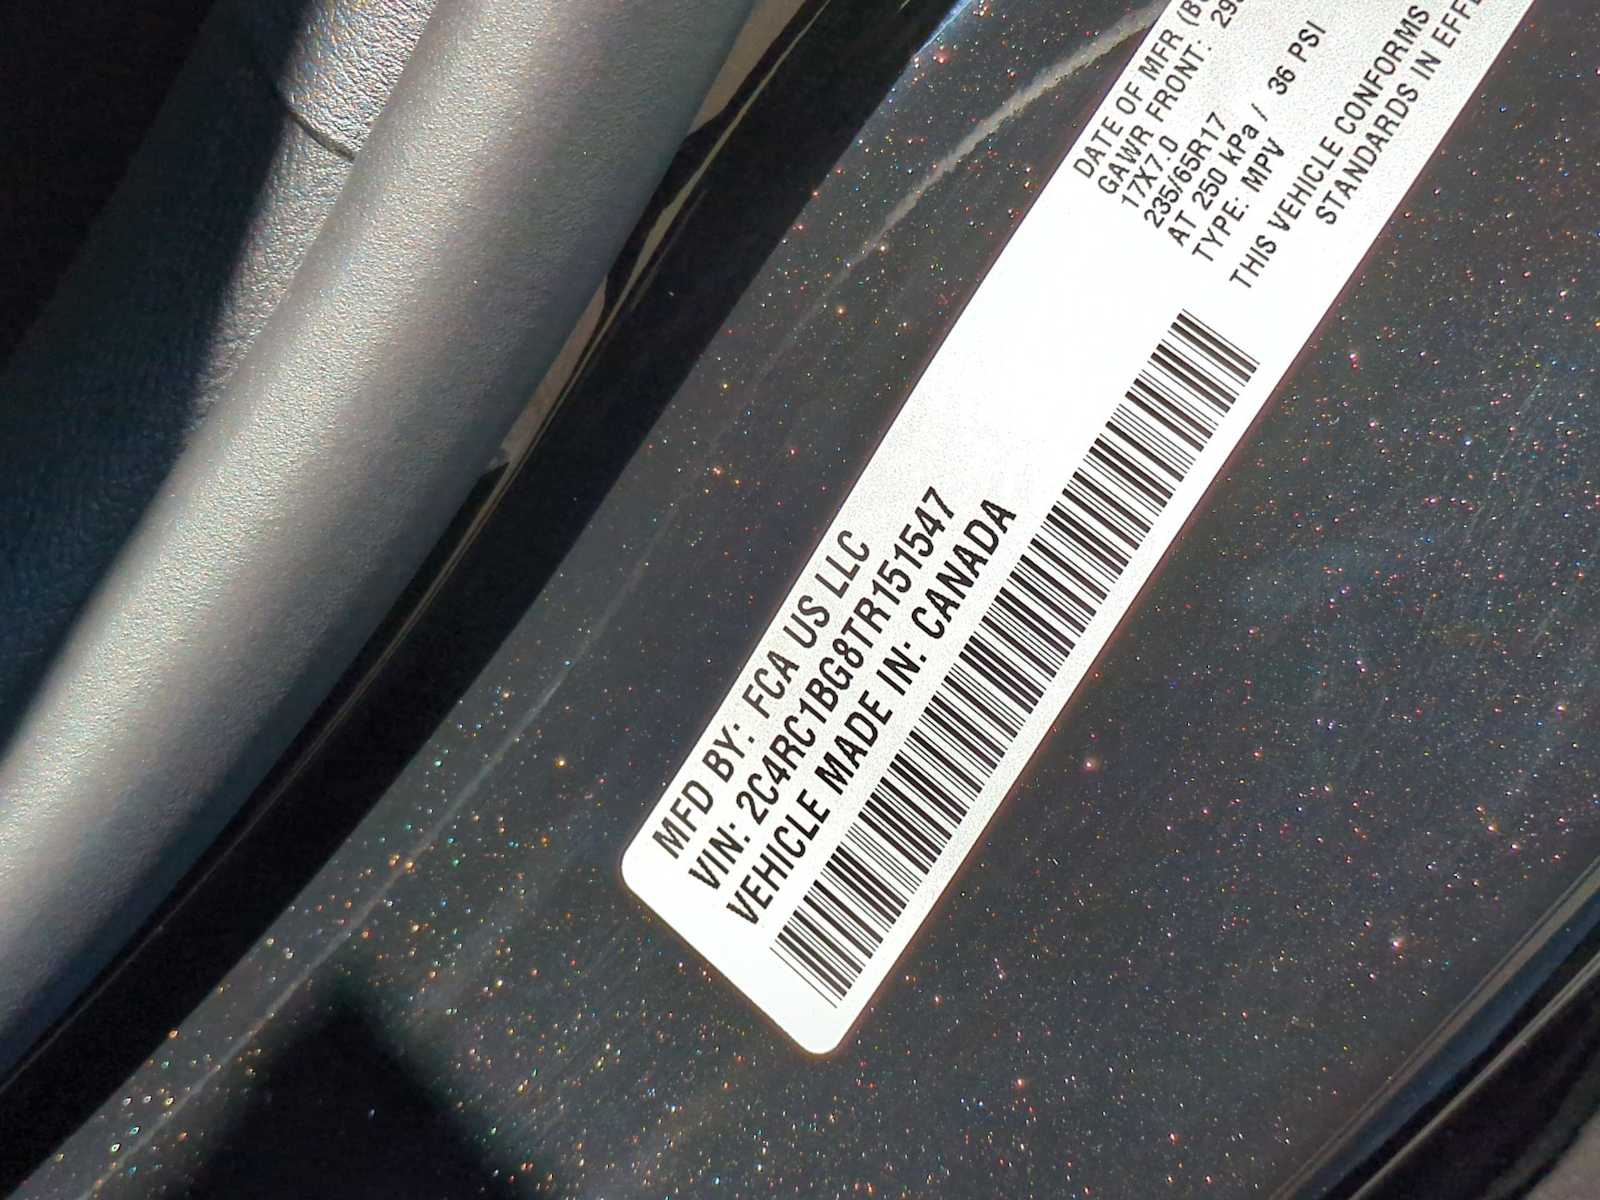 MFD BY: FCA US LLC
VIN: 2C4RC1BG8TR151547
VEHICLE MADE IN: CANADA
DATE OF MFR
GAWR FRONT:
17X7.0
235/65R17
AT 250 kPa / 36 PSI
TYPE: MPV
THIS VEHICLE CONFORMS
STANDARDS IN